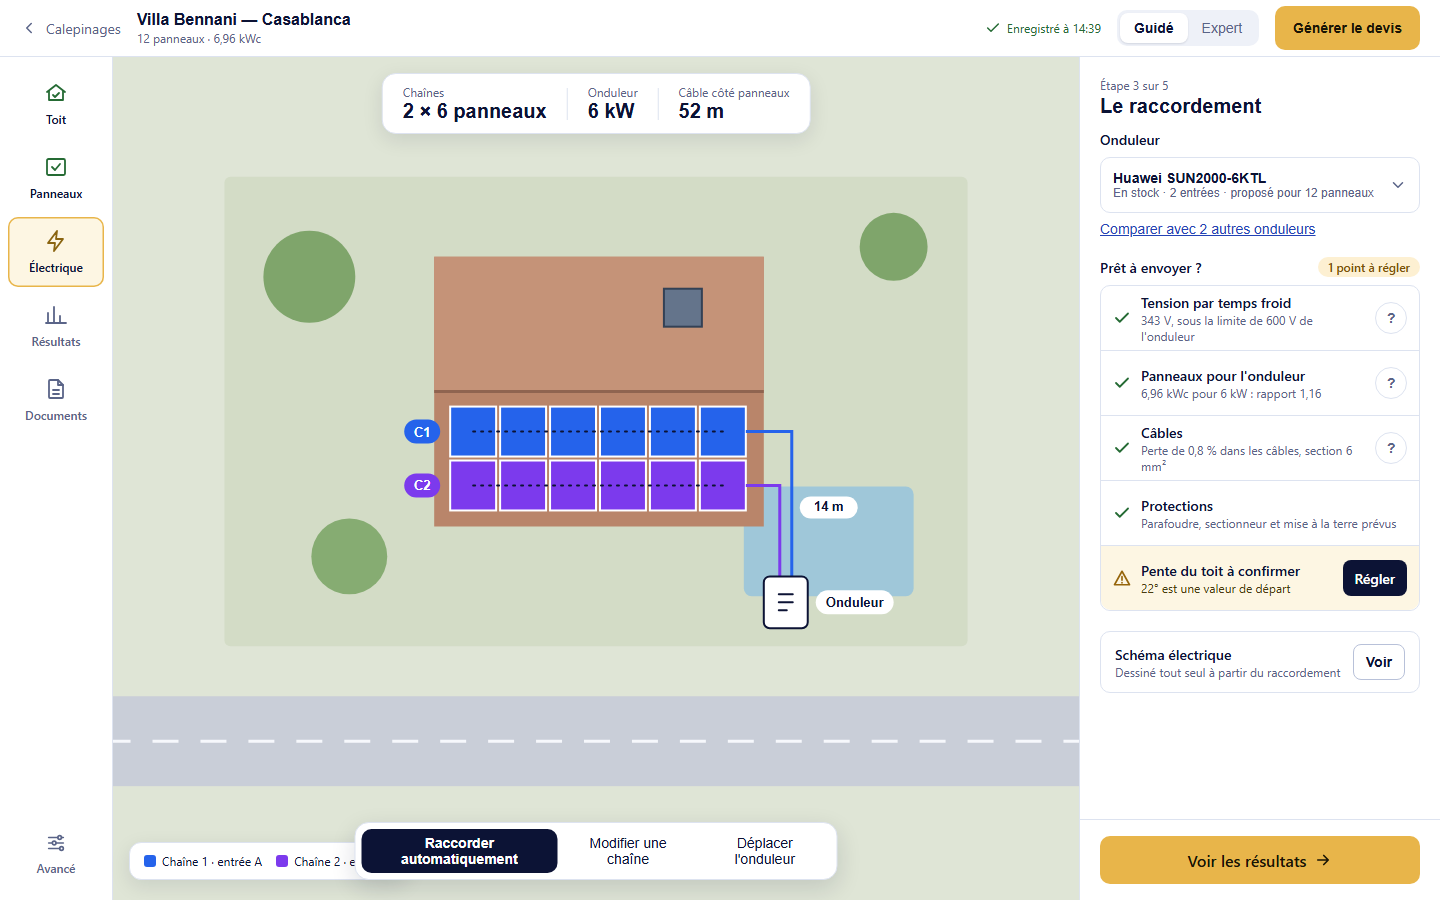 Calepinages
Villa Bennani — Casablanca
12 panneaux · 6,96 kWc
Enregistré à 14:39
Guidé
Expert
Générer le devis
Toit
Panneaux
Électrique
Résultats
Documents
Avancé
Chaînes
2 × 6 panneaux
Onduleur
6 kW
Câble côté panneaux
52 m
C1
C2
14 m
Onduleur
Chaîne 1 · entrée A
Chaîne 2 · e
Raccorder
automatiquement
Modifier une
chaîne
Déplacer
l'onduleur
Étape 3 sur 5
Le raccordement
Onduleur
Huawei SUN2000-6KTL
En stock · 2 entrées · proposé pour 12 panneaux
Comparer avec 2 autres onduleurs
Prêt à envoyer ?
1 point à régler
Tension par temps froid
343 V, sous la limite de 600 V de
l'onduleur
?
Panneaux pour l'onduleur
6,96 kWc pour 6 kW : rapport 1,16
?
Câbles
Perte de 0,8 % dans les câbles, section 6
mm²
?
Protections
Parafoudre, sectionneur et mise à la terre prévus
Pente du toit à confirmer
22° est une valeur de départ
Régler
Schéma électrique
Dessiné tout seul à partir du raccordement
Voir
Voir les résultats →